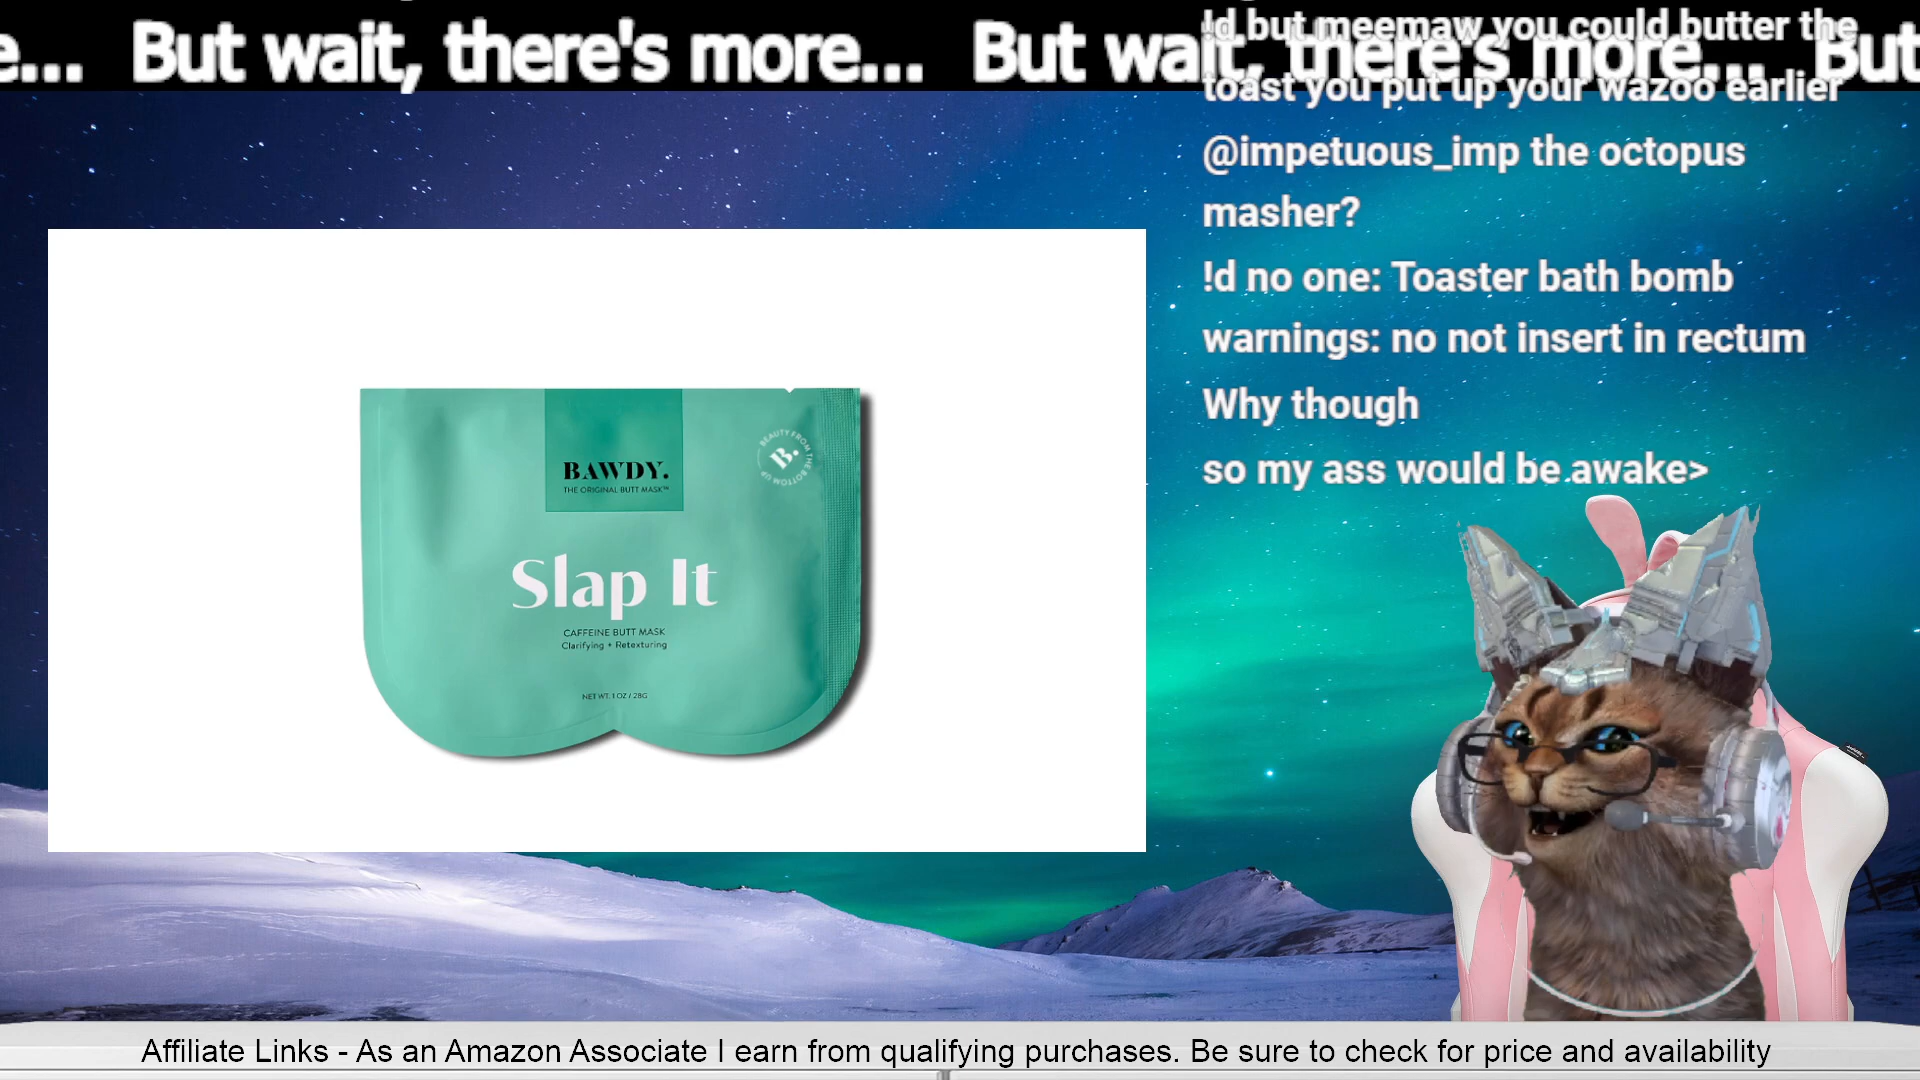 e... But wait, there's more... But wait, there's more... But
!d but meemaw you could butter the
toast you put up your wazoo earlier
@impetuous_imp the octopus
masher?
!d no one: Toaster bath bomb
warnings: no not insert in rectum
Why though
so my ass would be awake>
BAWDY.
THE ORIGINAL BUTT MASK™
BEAUTY FROM THE BOTTOM UP
B.
Slap It
CAFFEINE BUTT MASK
Clarifying + Retexturing
NET WT. 1 OZ / 28G
Affiliate Links - As an Amazon Associate I earn from qualifying purchases. Be sure to check for price and availability